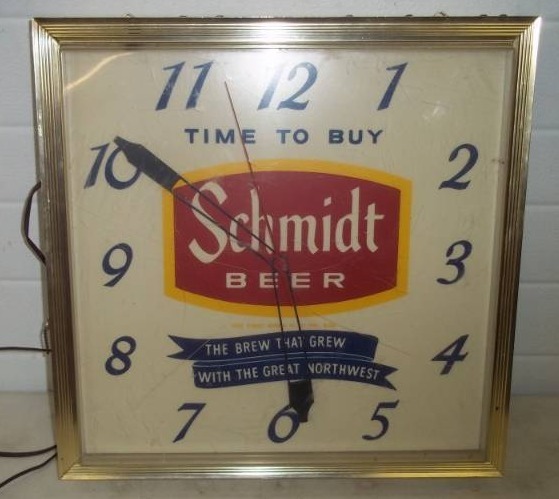 11 12 1
TIME TO BUY
10 2
Schmidt
BEER
9 3
THE BREW THAT GREW
WITH THE GREAT NORTHWEST
8 4
7 6 5